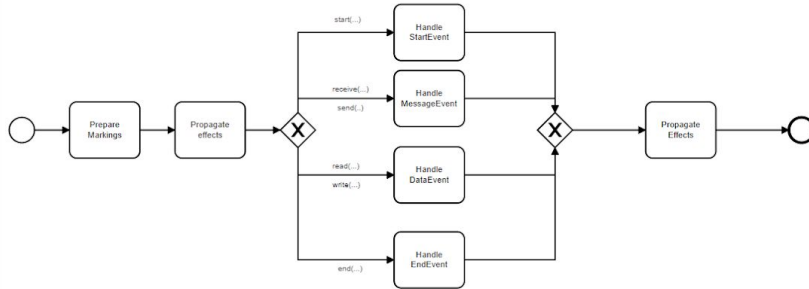 start(...)
Handle
StartEvent
receive(...)
send(..)
Handle
MessageEvent
Prepare
Markings
Propagate
effects
X
X
Propagate
Effects
read(...)
write(...)
Handle
DataEvent
end(...)
Handle
EndEvent